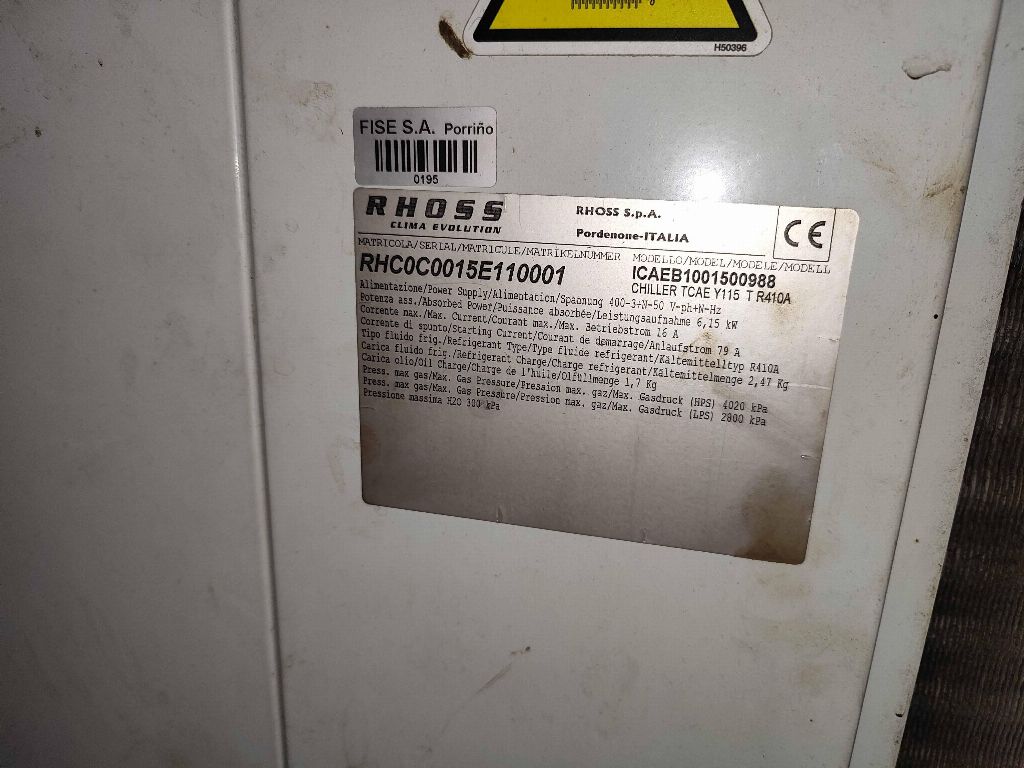 H50396
FISE S.A. Porriño
0195
RHOSS
CLIMA EVOLUTION
RHOSS S.p.A.
Pordenone-ITALIA
CE
MATRICOLA/SERIAL/MATRICULE/MATRIKELNUMMER MODELLO/MODEL/MODELE/MODELL
RHC0C0015E110001 ICAEB1001500988
CHILLER TCAE Y115 T R410A
Alimentazione/Power Supply/Alimentation/Spannung 400-3+N-50 V-ph+N-Hz
Potenza ass./Absorbed Power/Puissance absorbée/Leistungsaufnahme 6,15 kW
Corrente max./Max. Current/Courant max./Max. Betriebstrom 16 A
Corrente di spunto/Starting Current/Courant de demarrage/Anlaufstrom 79 A
Tipo fluido frig./Refrigerant Type/Type fluide refrigerant/Kältemittelltyp R410A
Carica fluido frig./Refrigerant Charge/Charge refrigerant/Kältemittelmenge 2,47 Kg
Carica olio/Oil Charge/Charge de l'huile/Ölfüllmenge 1,7 Kg
Press. max gas/Max. Gas Pressure/Pression max. gaz/Max. Gasdruck (HPS) 4020 kPa
Press. max gas/Max. Gas Pressure/Pression max. gaz/Max. Gasdruck (LPS) 2800 kPa
Pressione massima H2O 300 kPa